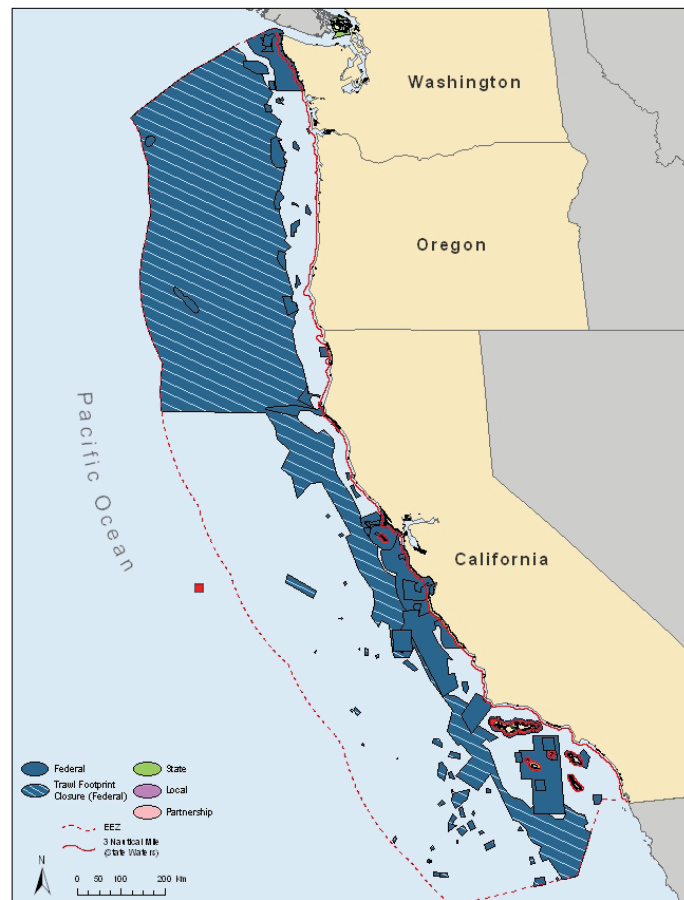 Washington
Oregon
Pacific Ocean
California
Federal
Trawl Footprint
Closure (Federal)
State
Local
Partnership
EEZ
3 Nautical Mile
(State Waters)
N
0 50 100 200 Km